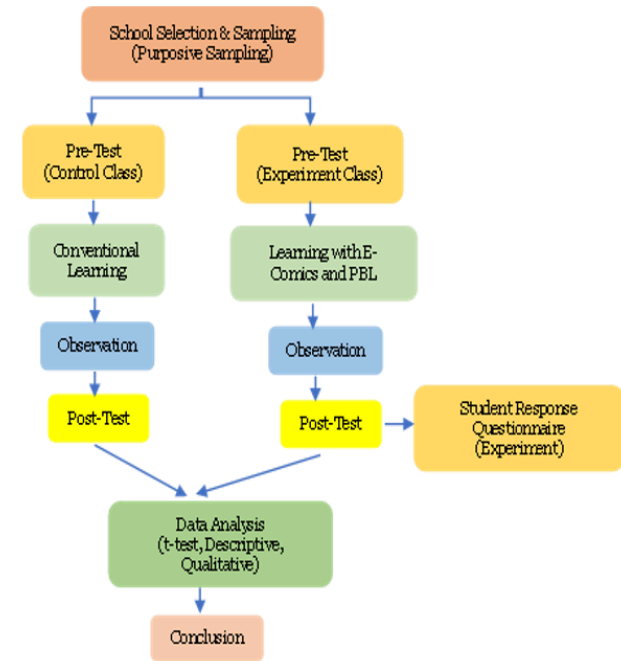 School Selection & Sampling
(Purposive Sampling)
Pre-Test
(Control Class)
Pre-Test
(Experiment Class)
Conventional
Learning
Learning with E-
Comics and PBL
Observation
Observation
Post-Test
Post-Test
Student Response
Questionnaire
(Experiment)
Data Analysis
(t-test, Descriptive,
Qualitative)
Conclusion